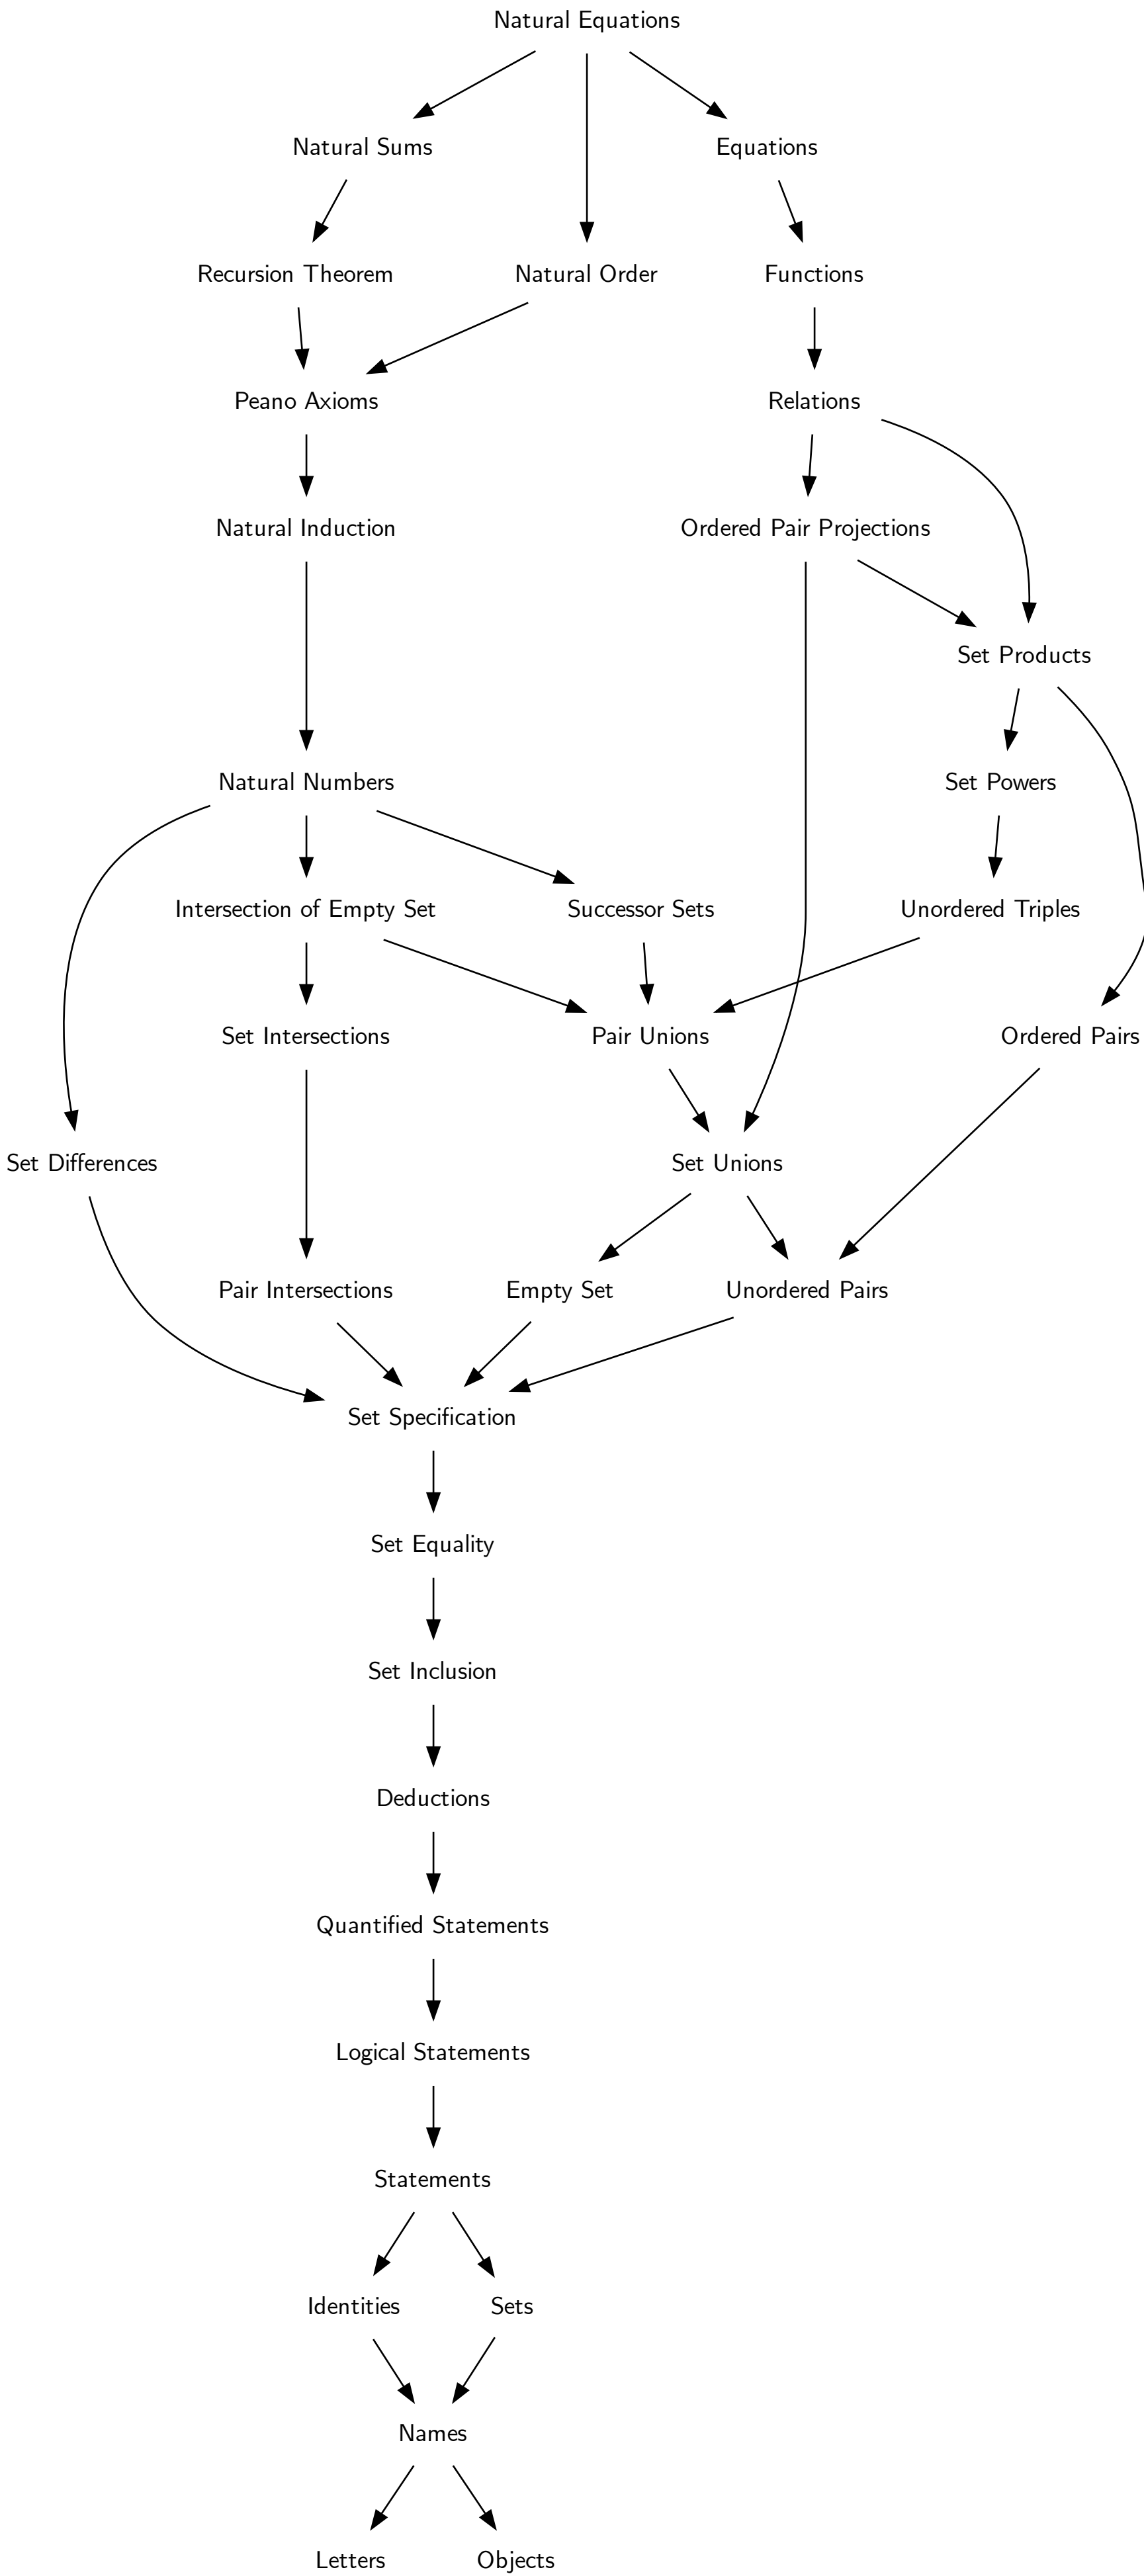 Natural Equations
Natural Sums
Equations
Recursion Theorem
Natural Order
Functions
Peano Axioms
Relations
Natural Induction
Ordered Pair Projections
Set Products
Natural Numbers
Set Powers
Intersection of Empty Set
Successor Sets
Unordered Triples
Set Intersections
Pair Unions
Ordered Pairs
Set Differences
Set Unions
Pair Intersections
Empty Set
Unordered Pairs
Set Specification
Set Equality
Set Inclusion
Deductions
Quantified Statements
Logical Statements
Statements
Identities
Sets
Names
Letters
Objects